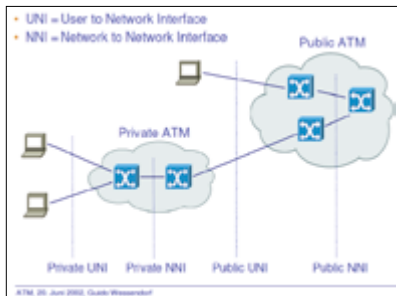 • UNI = User to Network Interface
• NNI = Network to Network Interface
Public ATM
Private ATM
Private UNI Private NNI Public UNI Public NNI
ATM, 20. Juni 2002, Guido Wessendorf